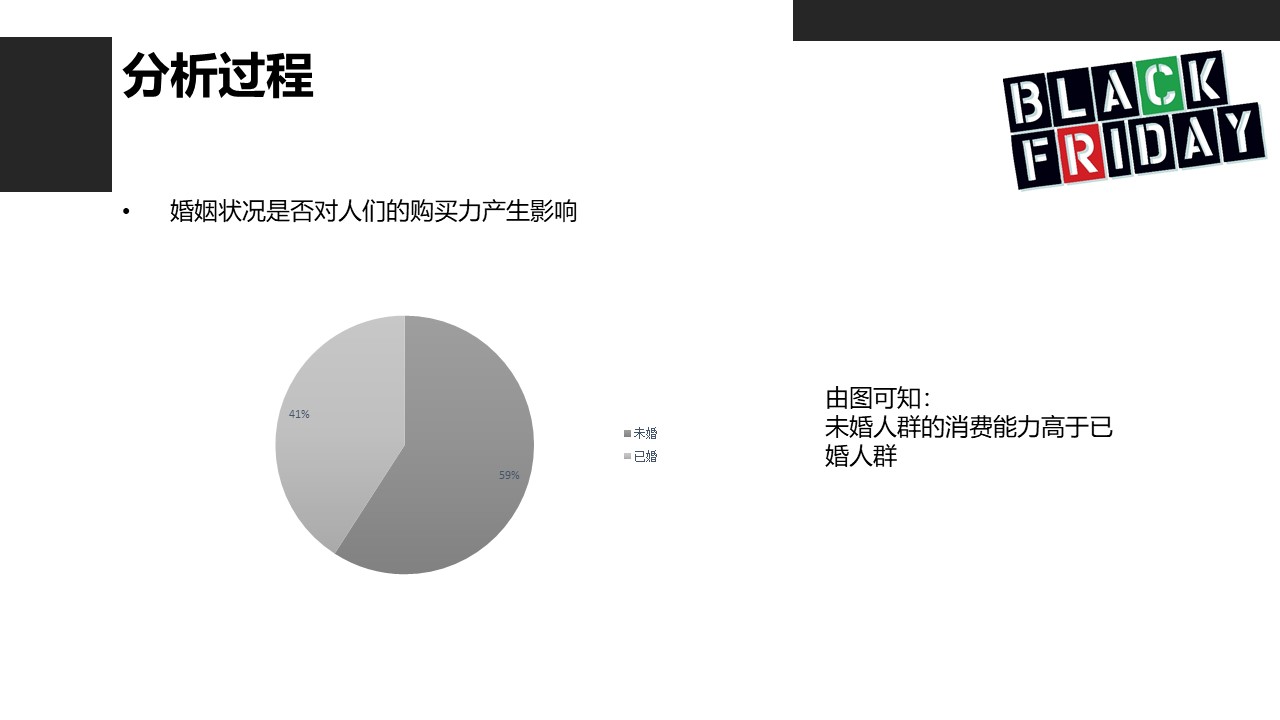 分析过程
BLACK
FRIDAY
• 婚姻状况是否对人们的购买力产生影响
41%
59%
未婚
已婚
由图可知：
未婚人群的消费能力高于已
婚人群